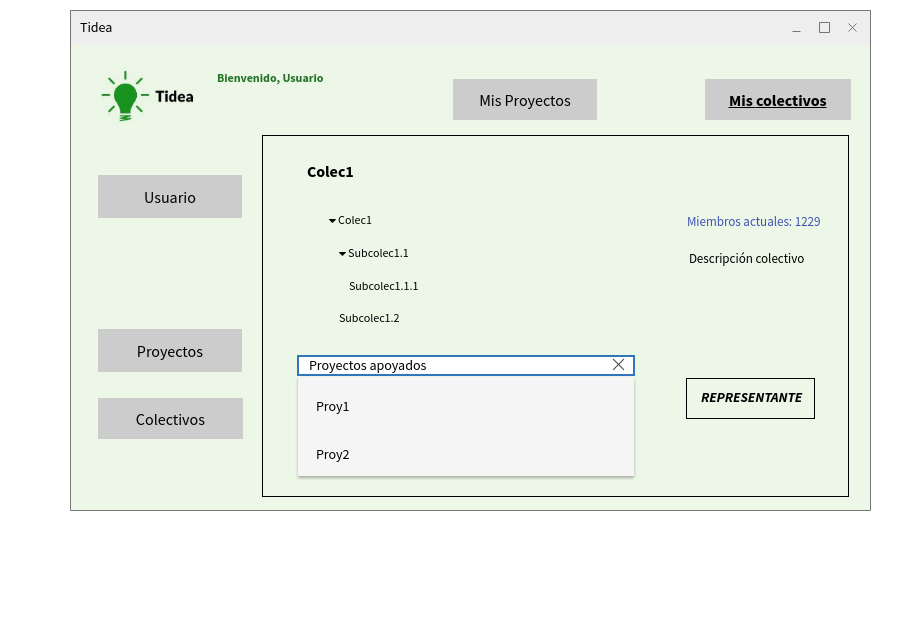 Tidea
Tidea
Bienvenido, Usuario
Mis Proyectos
Mis colectivos
Usuario
Proyectos
Colectivos
Colec1
Colec1
Subcolec1.1
Subcolec1.1.1
Subcolec1.2
Miembros actuales: 1229
Descripción colectivo
Proyectos apoyados
Proy1
Proy2
REPRESENTANTE